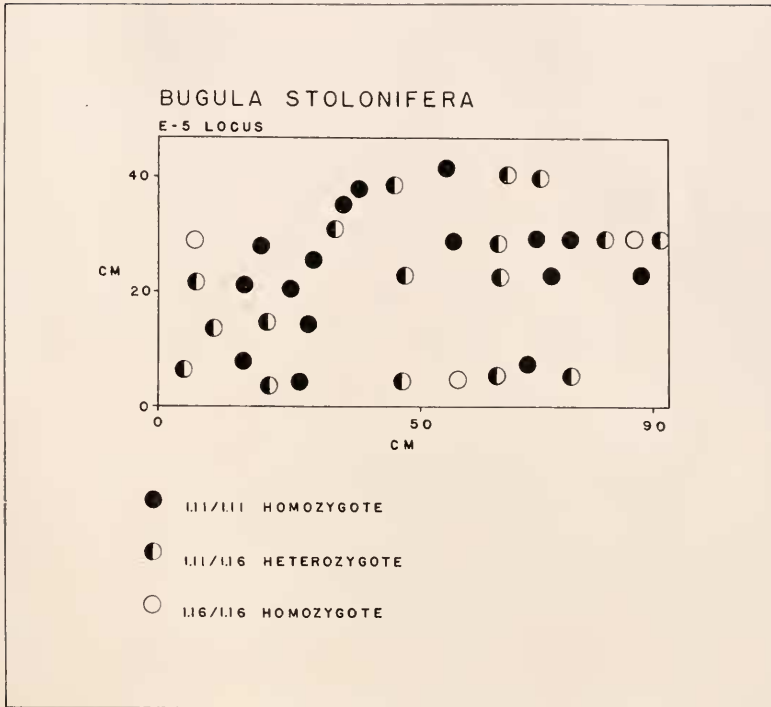 BUGULA STOLONIFERA
E-5 LOCUS
40
CM
20
0
0 50 90
CM
1.11/1.11 HOMOZYGOTE
1.11/1.16 HETEROZYGOTE
1.16/1.16 HOMOZYGOTE